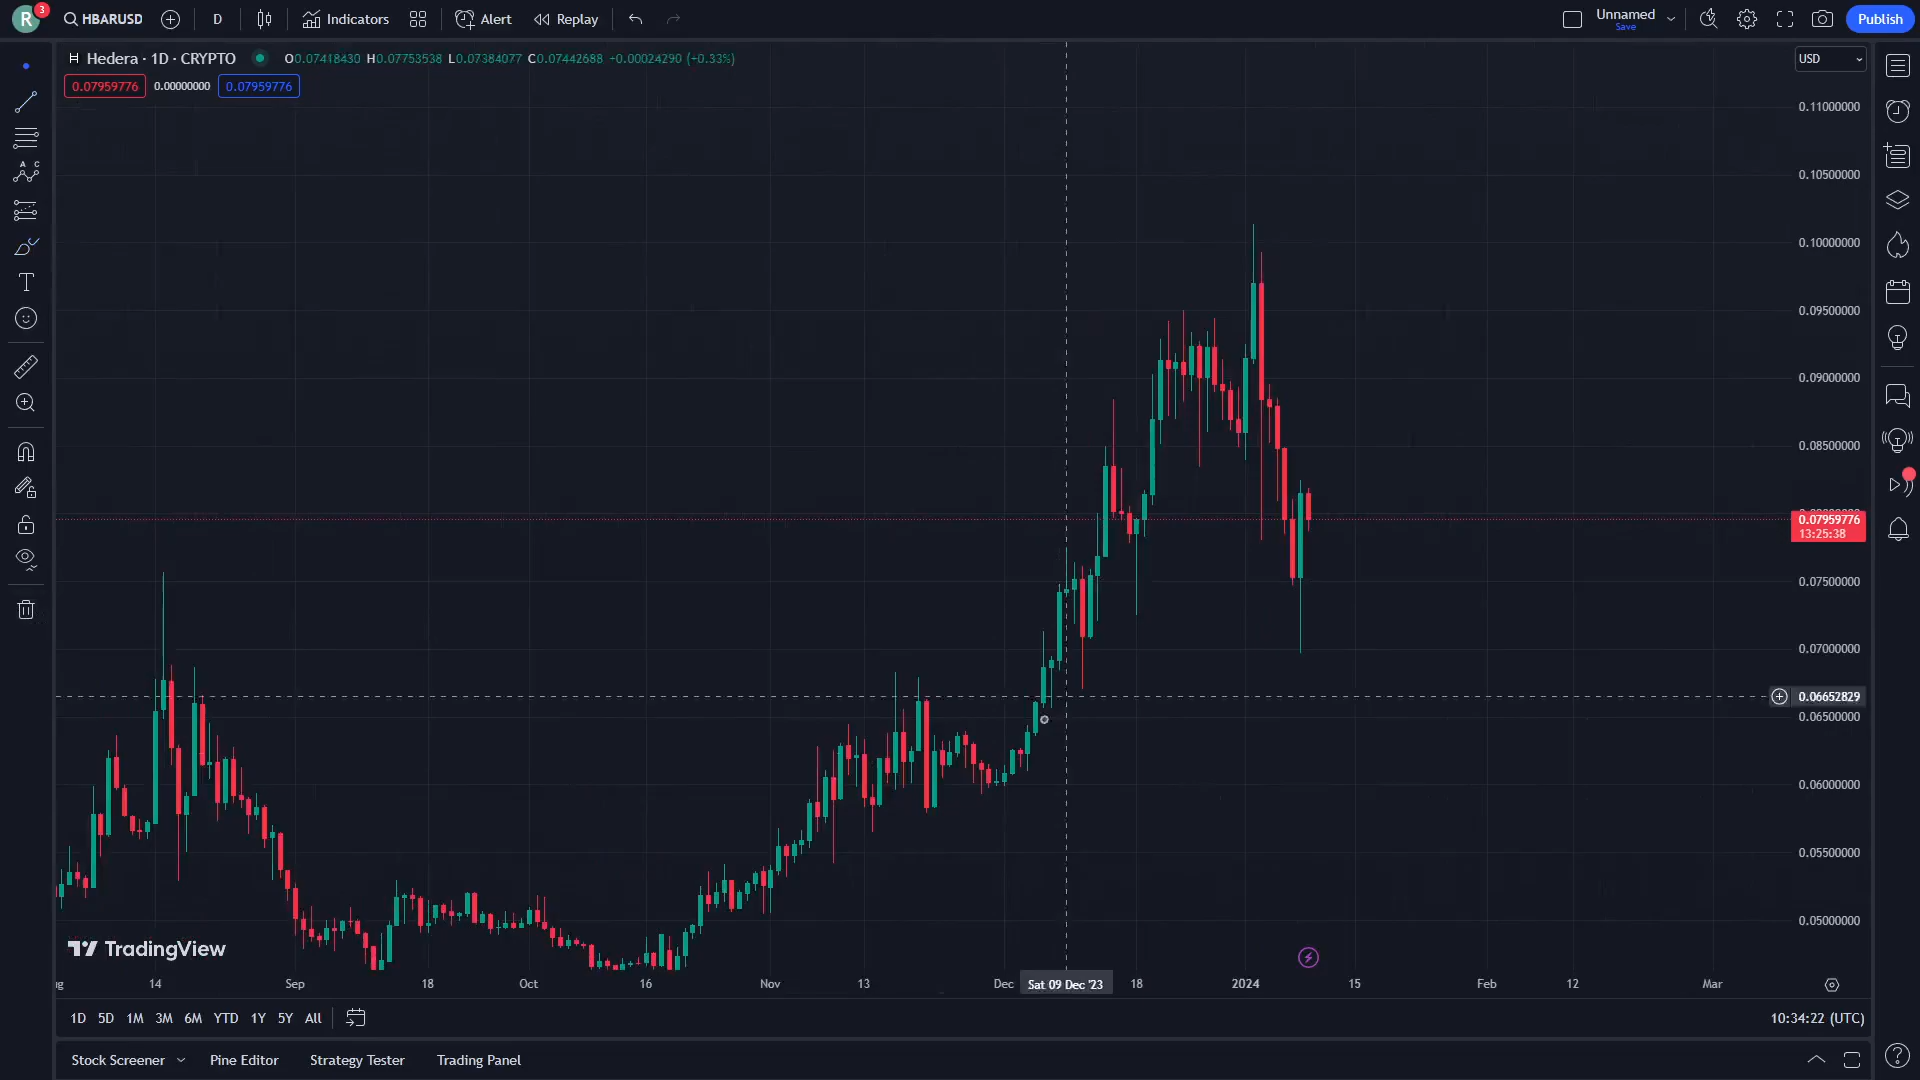 R 3 HBARUSD D Indicators Alert Replay Unnamed Save Publish
H Hedera · 1D · CRYPTO O0.07418430 H0.07753538 L0.07384077 C0.07442688 +0.00024290 (+0.33%) USD
0.07959776 0.00000000 0.07959776
0.11000000
0.10500000
0.10000000
0.09500000
0.09000000
0.08500000
0.07959776
13:25:38
0.07500000
0.07000000
0.06652829
0.06500000
0.06000000
0.05500000
0.05000000
TradingView
14 Sep 18 Oct 16 Nov 13 Dec Sat 09 Dec '23 18 2024 15 Feb 12 Mar
1D 5D 1M 3M 6M YTD 1Y 5Y All 10:34:22 (UTC)
Stock Screener Pine Editor Strategy Tester Trading Panel